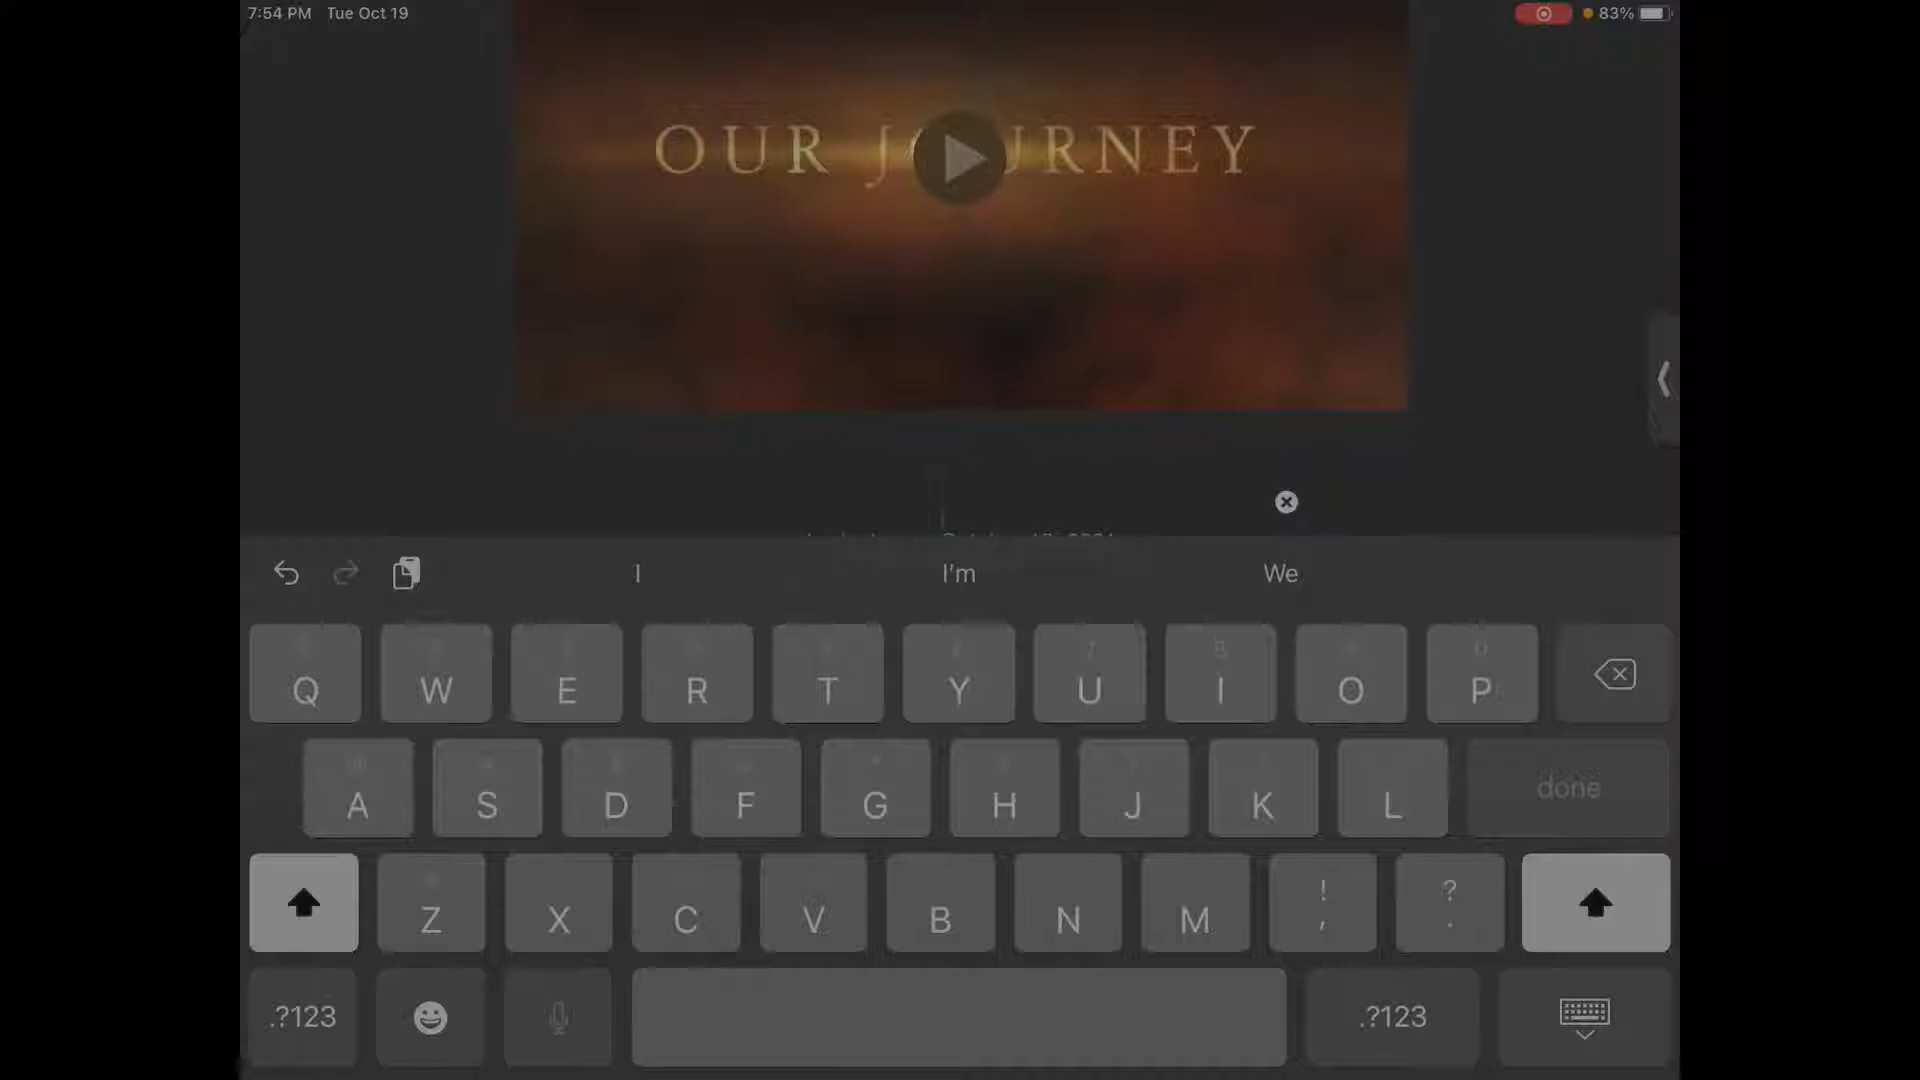 7:54 PM Tue Oct 19
83%
OUR JOURNEY
I I'm We
Q W E R T Y U I O P
A S D F G H J K L done
Z X C V B N M ! , ? .
.?123 .?123